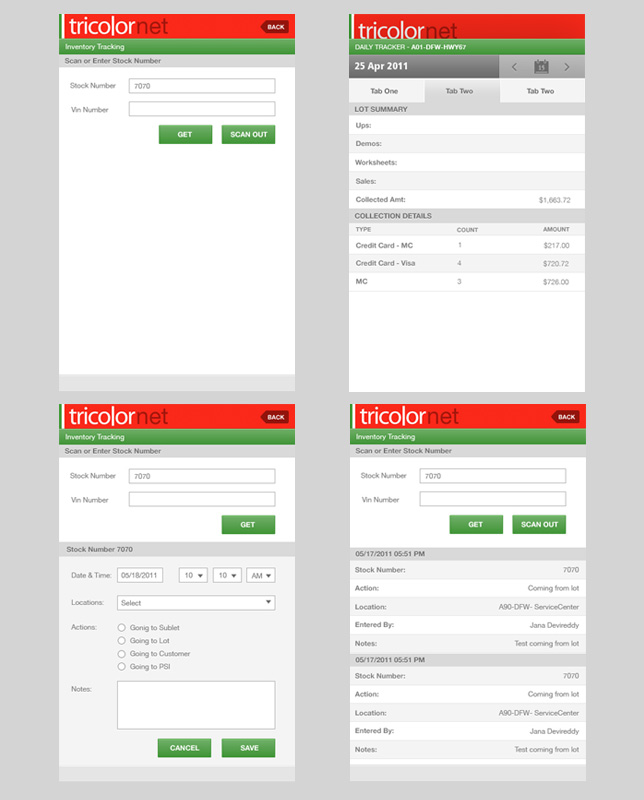 tricolornet
BACK
Inventory Tracking
Scan or Enter Stock Number
Stock Number 7070
Vin Number
GET SCAN OUT
tricolornet
DAILY TRACKER - A01-DFW-HWY67
25 Apr 2011
Tab One Tab Two Tab Two
LOT SUMMARY
Ups:
Demos:
Worksheets:
Sales:
Collected Amt: $1,663.72
COLLECTION DETAILS
TYPE COUNT AMOUNT
Credit Card - MC 1 $217.00
Credit Card - Visa 4 $720.72
MC 3 $726.00
tricolornet
BACK
Inventory Tracking
Scan or Enter Stock Number
Stock Number 7070
Vin Number
GET
Stock Number 7070
Date & Time: 05/18/2011 10 10 AM
Locations: Select
Actions: Gonig to Sublet
Going to Lot
Going to Customer
Going to PSI
Notes:
CANCEL SAVE
tricolornet
BACK
Inventory Tracking
Scan or Enter Stock Number
Stock Number 7070
Vin Number
GET SCAN OUT
05/17/2011 05:51 PM
Stock Number: 7070
Action: Coming from lot
Location: A90-DFW- ServiceCenter
Entered By: Jana Devireddy
Notes: Test coming from lot
05/17/2011 05:51 PM
Stock Number: 7070
Action: Coming from lot
Location: A90-DFW- ServiceCenter
Entered By: Jana Devireddy
Notes: Test coming from lot